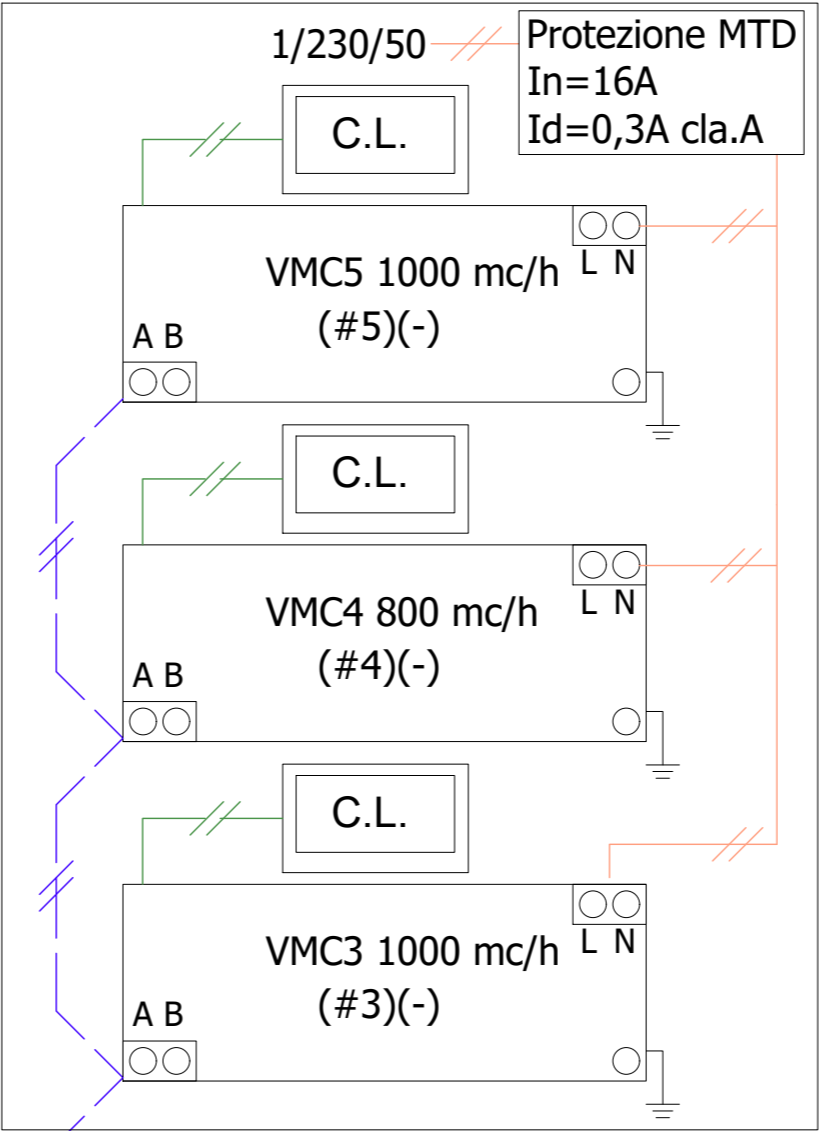 1/230/50
Protezione MTD
In=16A
Id=0,3A cla.A
C.L.
L N
VMC5 1000 mc/h
(#5)(-)
A B
C.L.
L N
VMC4 800 mc/h
(#4)(-)
A B
C.L.
L N
VMC3 1000 mc/h
(#3)(-)
A B